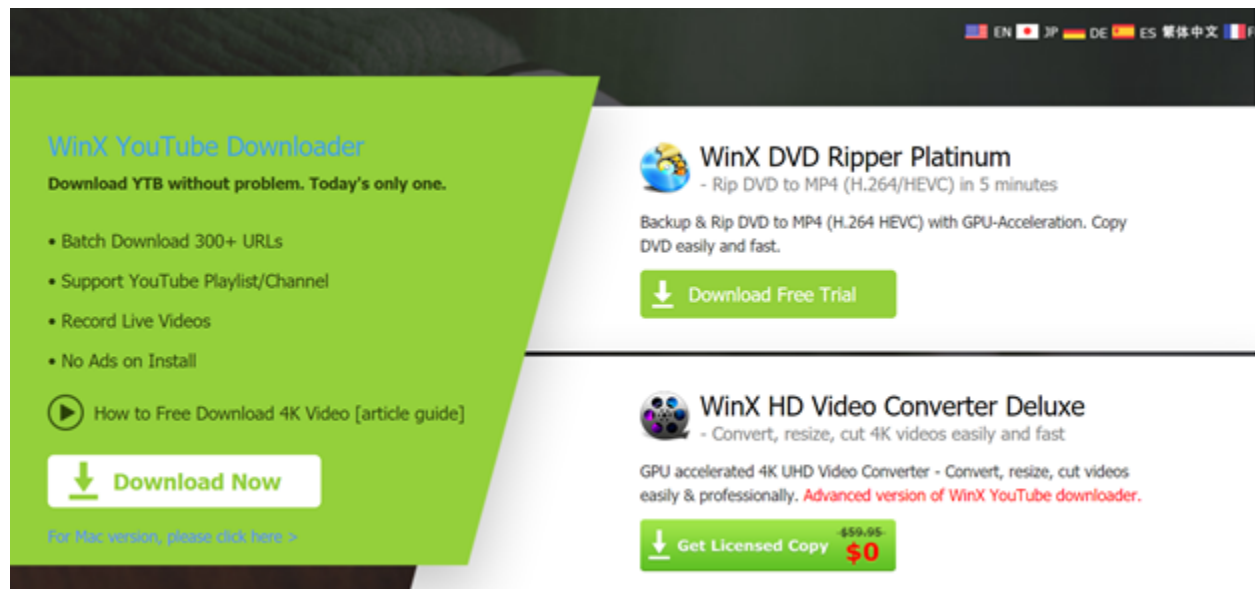 EN JP DE ES 繁体中文 F
WinX YouTube Downloader
Download YTB without problem. Today's only one.
• Batch Download 300+ URLs
• Support YouTube Playlist/Channel
• Record Live Videos
• No Ads on Install
How to Free Download 4K Video [article guide]
Download Now
For Mac version, please click here >
WinX DVD Ripper Platinum
- Rip DVD to MP4 (H.264/HEVC) in 5 minutes
Backup & Rip DVD to MP4 (H.264 HEVC) with GPU-Acceleration. Copy
DVD easily and fast.
Download Free Trial
WinX HD Video Converter Deluxe
- Convert, resize, cut 4K videos easily and fast
GPU accelerated 4K UHD Video Converter - Convert, resize, cut videos
easily & professionally. Advanced version of WinX YouTube downloader.
Get Licensed Copy
$59.95
$0